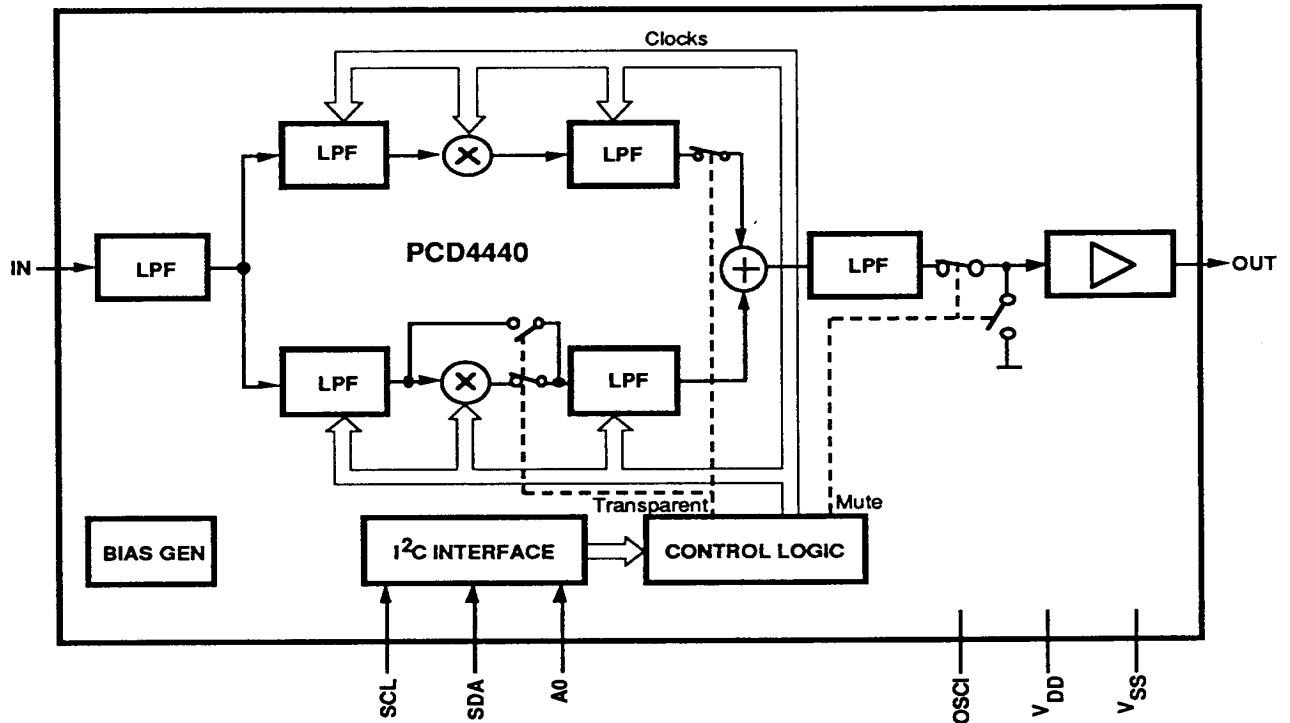 Clocks
LPF
LPF
PCD4440
IN
LPF
LPF
OUT
LPF
LPF
Transparent
Mute
BIAS GEN
I²C INTERFACE
CONTROL LOGIC
SCL
SDA
A0
OSCI
VDD
VSS